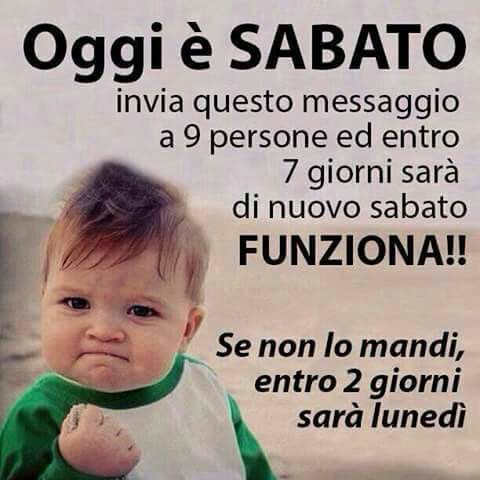 Oggi è SABATO
invia questo messaggio
a 9 persone ed entro
7 giorni sarà
di nuovo sabato
FUNZIONA!!
Se non lo mandi,
entro 2 giorni
sarà lunedì